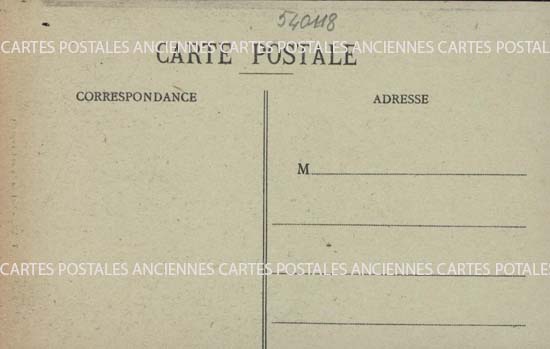 540118
CARTES POSTALES ANCIENNES CARTES POSTALES ANCIENNES CARTES POSTAL
CARTE POSTALE
CORRESPONDANCE
ADRESSE
M
CARTES POSTALES ANCIENNES CARTES POSTALES ANCIENNES CARTES POTALES